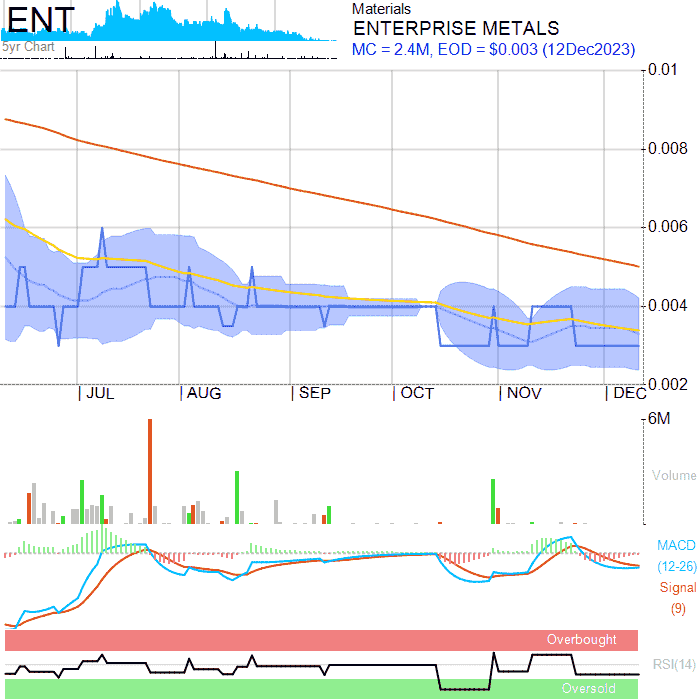 ENT
5yr Chart
Materials
ENTERPRISE METALS
MC = 2.4M, EOD = $0.003 (12Dec2023)
0.01
0.008
0.006
0.004
0.002
JUL
AUG
SEP
OCT
NOV
DEC
6M
Volume
MACD
(12-26)
Signal
(9)
Overbought
RSI(14)
Oversold